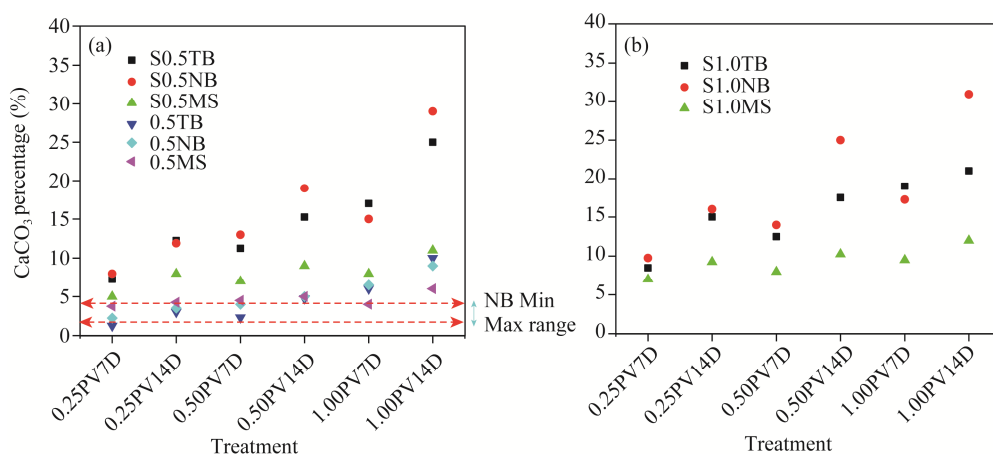 (a)
S0.5TB
S0.5NB
S0.5MS
0.5TB
0.5NB
0.5MS
CaCO₃ percentage (%)
40
35
30
25
20
15
10
5
0
NB Min
Max range
0.25PV7D
0.25PV14D
0.50PV7D
0.50PV14D
1.00PV7D
1.00PV14D
Treatment
(b)
S1.0TB
S1.0NB
S1.0MS
40
35
30
25
20
15
10
5
0
0.25PV7D
0.25PV14D
0.50PV7D
0.50PV14D
1.00PV7D
1.00PV14D
Treatment